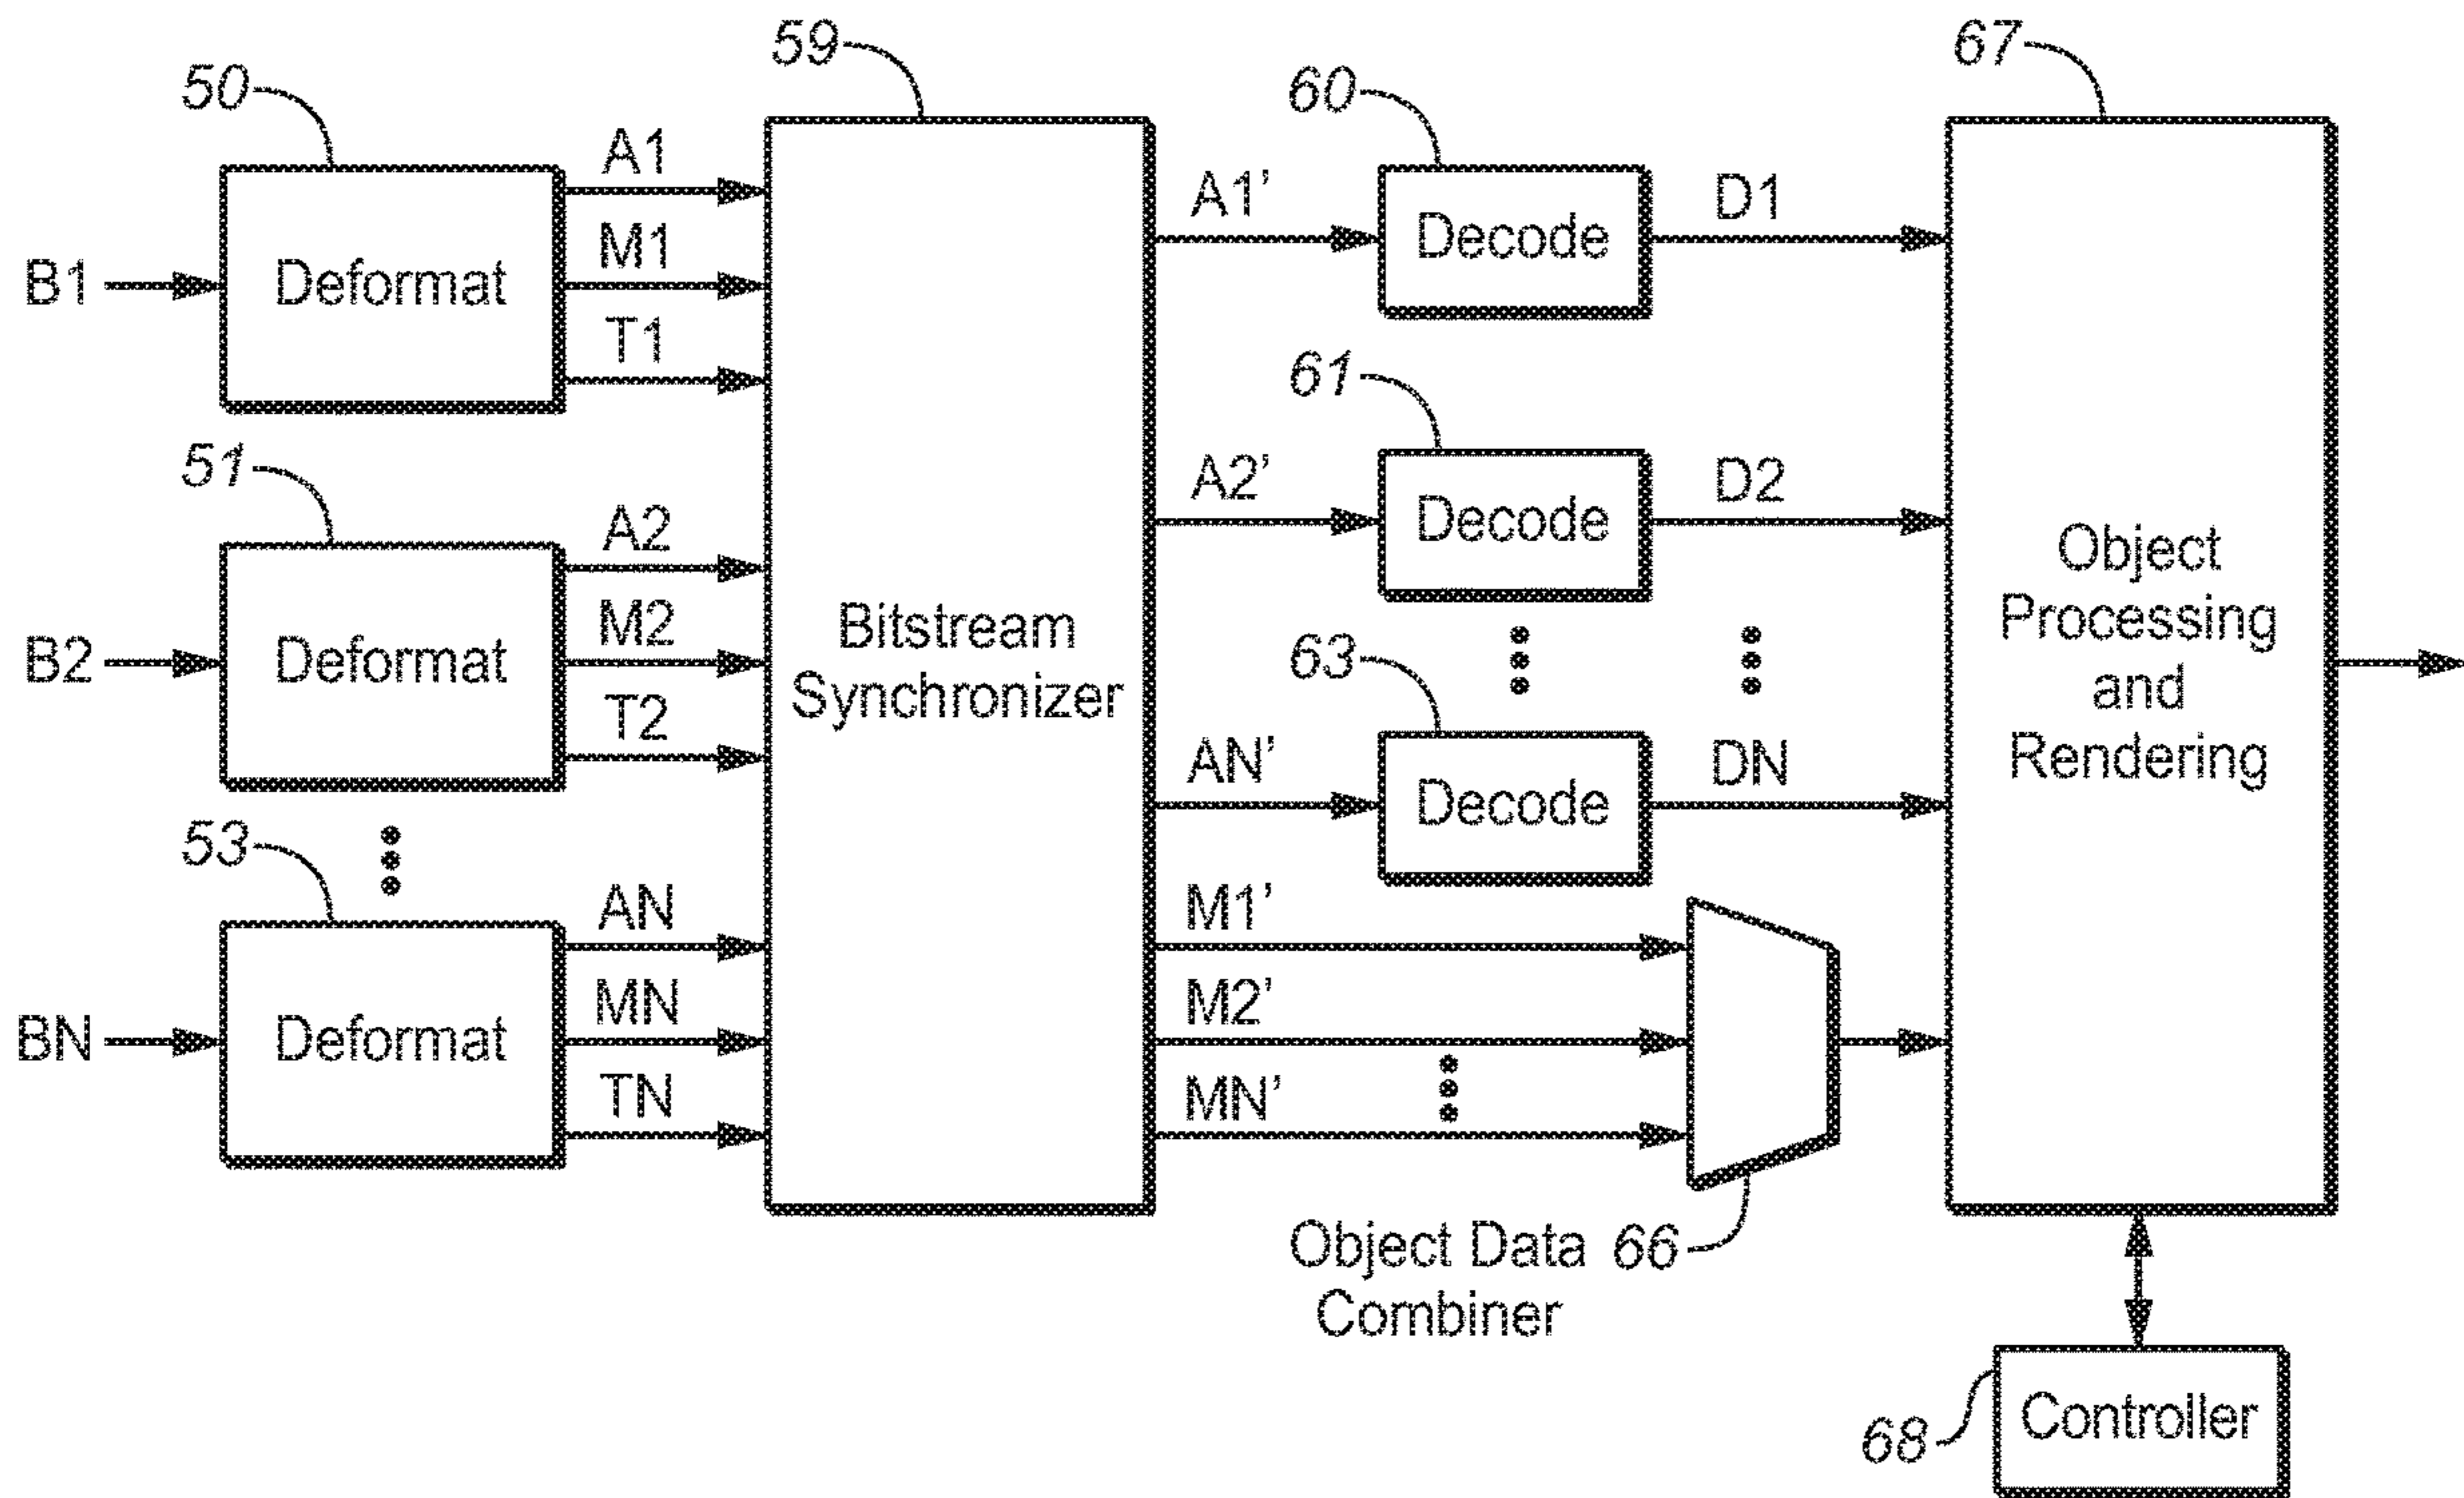 59
67
50
60
A1
A1'
D1
M1
Decode
B1
Deformat
T1
61
51
A2'
D2
A2
Decode
Object
Processing
and
Rendering
M2
Bitstream
Synchronizer
B2
Deformat
63
T2
AN'
DN
Decode
53
AN
M1'
MN
M2'
BN
Deformat
TN
MN'
Object Data
Combiner
66
68
Controller